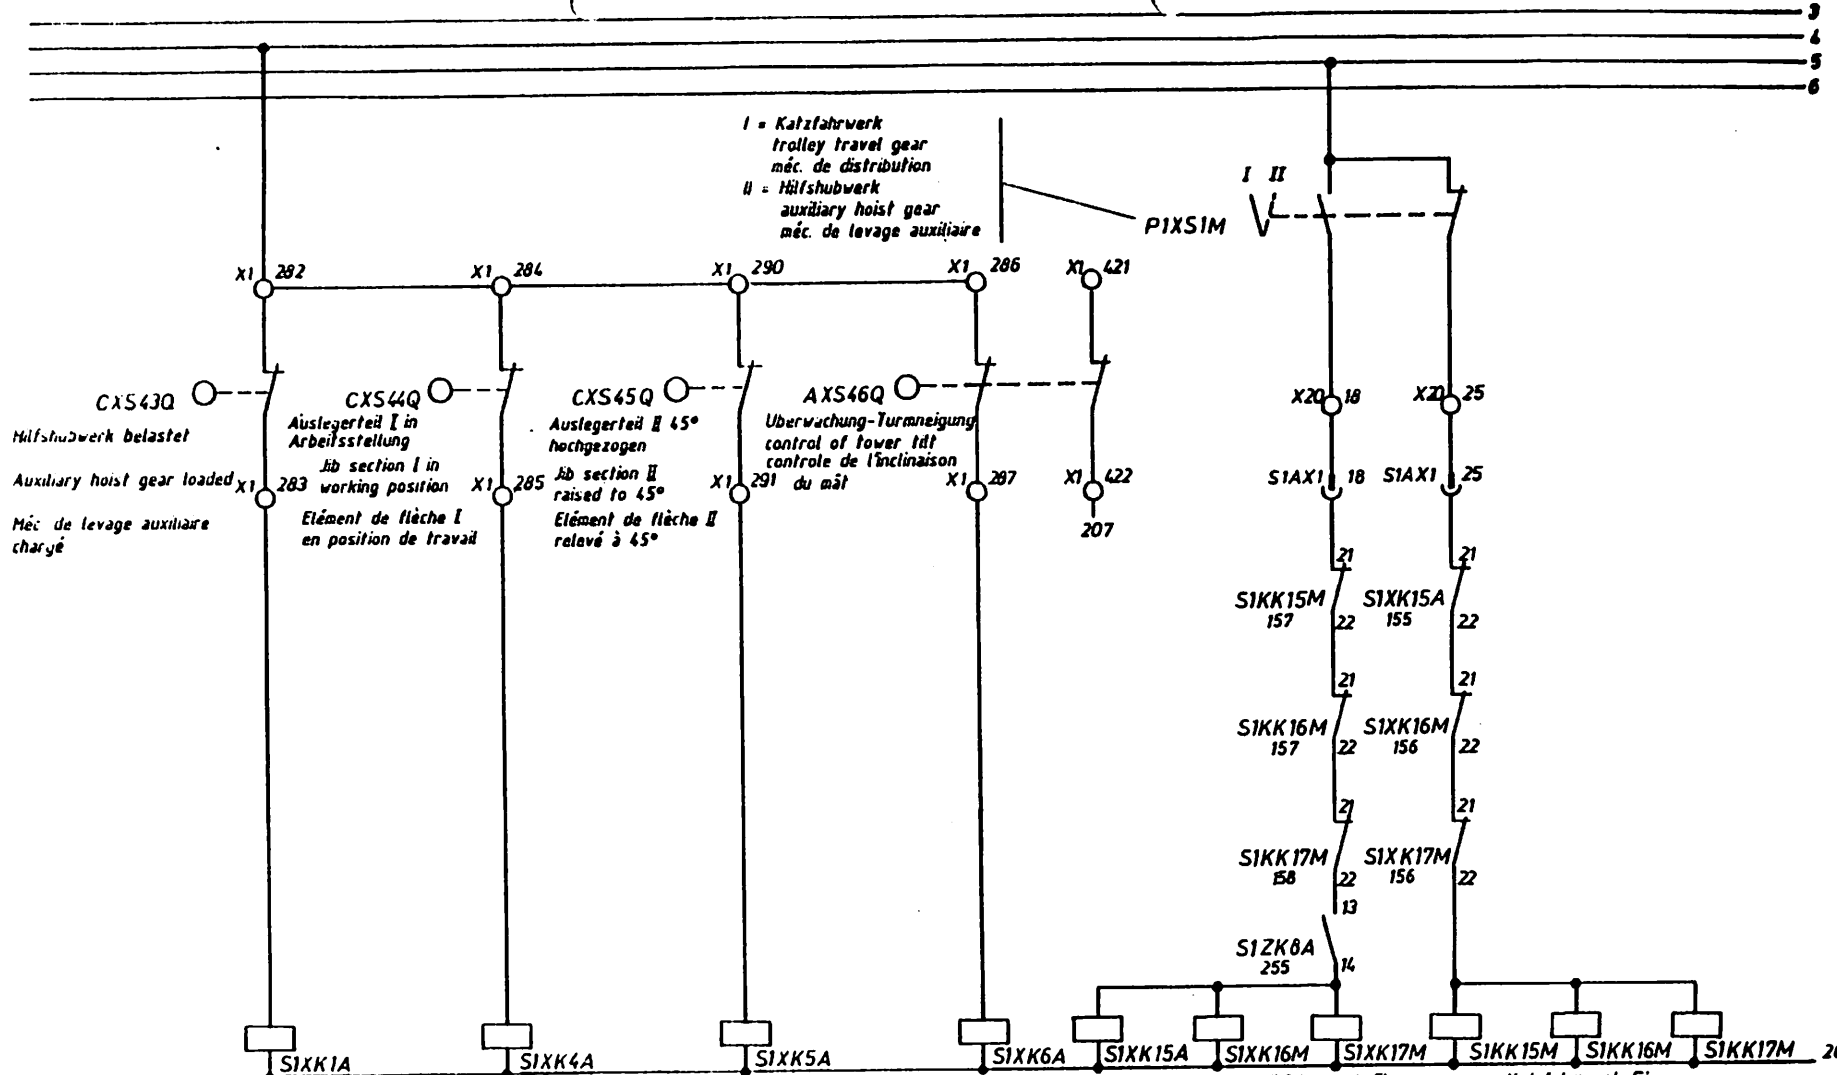 3
4
5
6
I = Katzfahrwerk
trolley travel gear
méc. de distribution
II = Hilfshubwerk
auxiliary hoist gear
méc. de levage auxiliaire
I II
P1XS1M
X1 282
X1 284
X1 290
X1 286
X1 421
CXS43Q
Hilfshubwerk belastet
Auxiliary hoist gear loaded
Méc de levage auxiliaire
chargé
CXS44Q
Auslegerteil I in
Arbeitsstellung
Jib section I in
working position
Elément de flèche I
en position de travail
CXS45Q
Auslegerteil II 45°
hochgezogen
Jib section II
raised to 45°
Elément de flèche II
relevé à 45°
AXS46Q
Uberwachung-Turmneigung
control of tower tilt
controle de l'inclinaison
du mât
X1 283
X1 285
X1 291
X1 287
X1 422
207
X20 18
X20 25
S1AX1 18
S1AX1 25
21
21
S1KK15M
157
22
S1XK15A
155
22
21
21
S1KK16M
157
22
S1XK16M
156
22
21
21
S1KK17M
158
22
S1XK17M
156
22
13
S1ZK8A
255
14
S1XK1A
S1XK4A
S1XK5A
S1XK6A
S1XK15A
S1XK16M
S1XK17M
S1KK15M
S1KK16M
S1KK17M